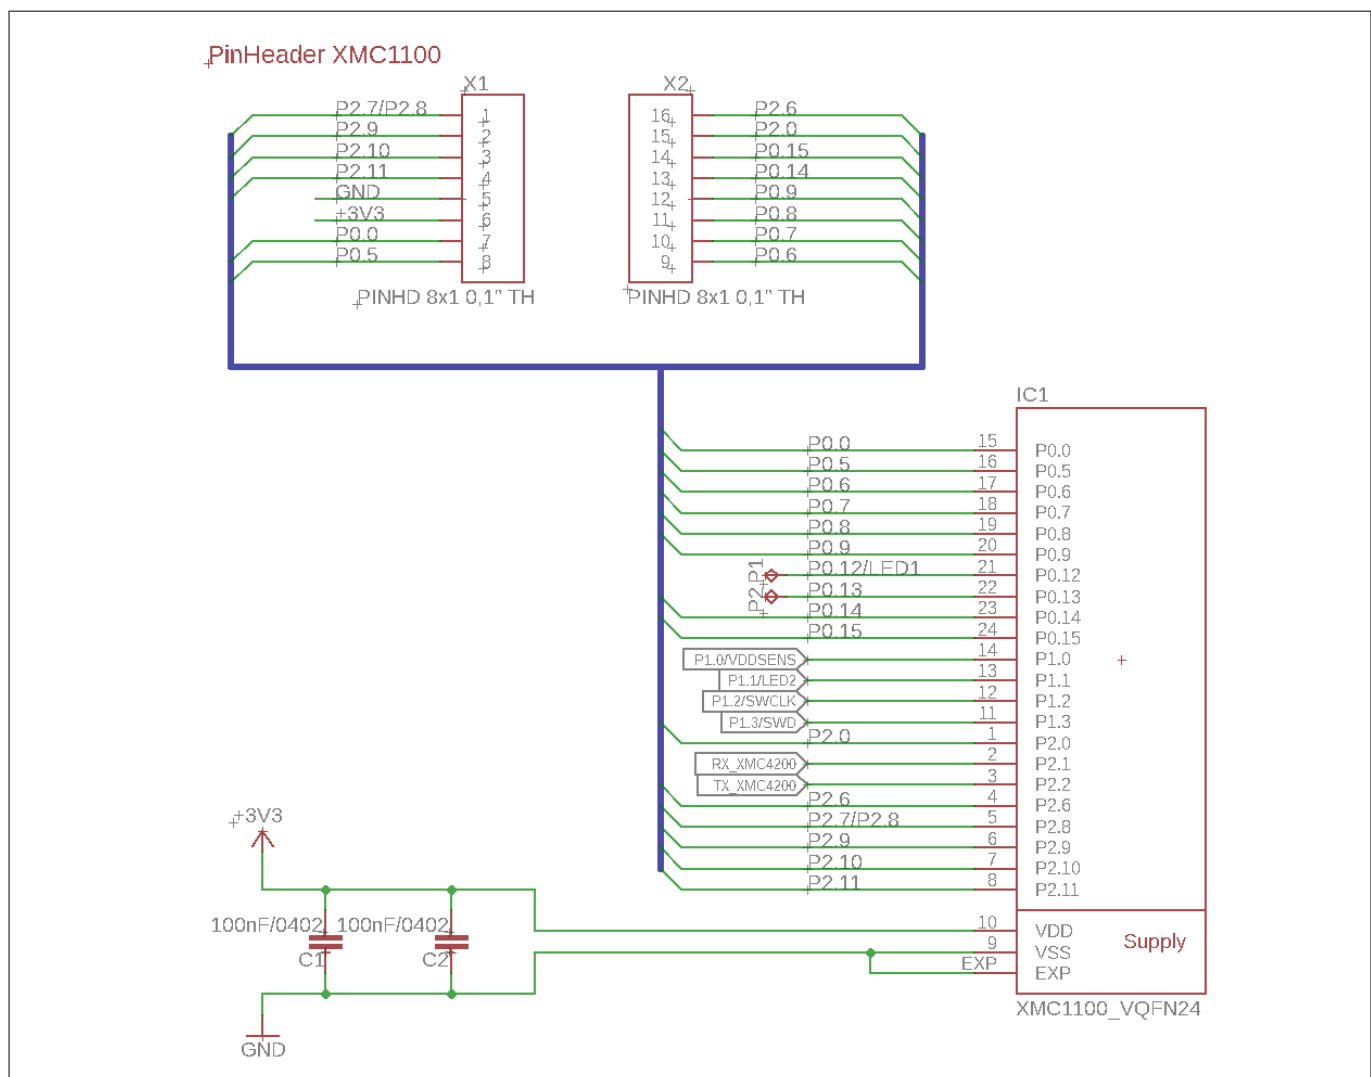 PinHeader XMC1100
X1
X2
P2.7/P2.8 1
P2.9 2
P2.10 3
P2.11 4
GND 5
+3V3 6
P0.0 7
P0.5 8
16 P2.6
15 P2.0
14 P0.15
13 P0.14
12 P0.9
11 P0.8
10 P0.7
9 P0.6
PINHD 8x1 0,1" TH
PINHD 8x1 0,1" TH
IC1
P0.0 15 P0.0
P0.5 16 P0.5
P0.6 17 P0.6
P0.7 18 P0.7
P0.8 19 P0.8
P0.9 20 P0.9
P1 P0.12/LED1 21 P0.12
P2 P0.13 22 P0.13
P0.14 23 P0.14
P0.15 24 P0.15
P1.0/VDDSENS 14 P1.0
P1.1/LED2 13 P1.1
P1.2/SWCLK 12 P1.2
P1.3/SWD 11 P1.3
P2.0 1 P2.0
RX_XMC4200 2 P2.1
TX_XMC4200 3 P2.2
P2.6 4 P2.6
P2.7/P2.8 5 P2.8
P2.9 6 P2.9
P2.10 7 P2.10
P2.11 8 P2.11
10 VDD
9 VSS
EXP EXP
Supply
XMC1100_VQFN24
+3V3
100nF/0402 100nF/0402
C1 C2
GND